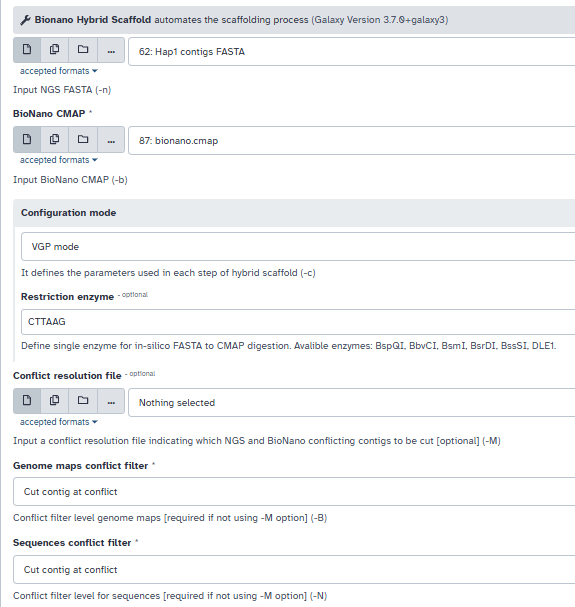 Bionano Hybrid Scaffold automates the scaffolding process (Galaxy Version 3.7.0+galaxy3)
... 62: Hap1 contigs FASTA
accepted formats
Input NGS FASTA (-n)
BioNano CMAP *
... 87: bionano.cmap
accepted formats
Input BioNano CMAP (-b)
Configuration mode
VGP mode
It defines the parameters used in each step of hybrid scaffold (-c)
Restriction enzyme - optional
CTTAAG
Define single enzyme for in-silico FASTA to CMAP digestion. Avalible enzymes: BspQI, BbvCI, BsmI, BsrDI, BssSI, DLE1.
Conflict resolution file - optional
... Nothing selected
accepted formats
Input a conflict resolution file indicating which NGS and BioNano conflicting contigs to be cut [optional] (-M)
Genome maps conflict filter *
Cut contig at conflict
Conflict filter level genome maps [required if not using -M option] (-B)
Sequences conflict filter *
Cut contig at conflict
Conflict filter level for sequences [required if not using -M option] (-N)